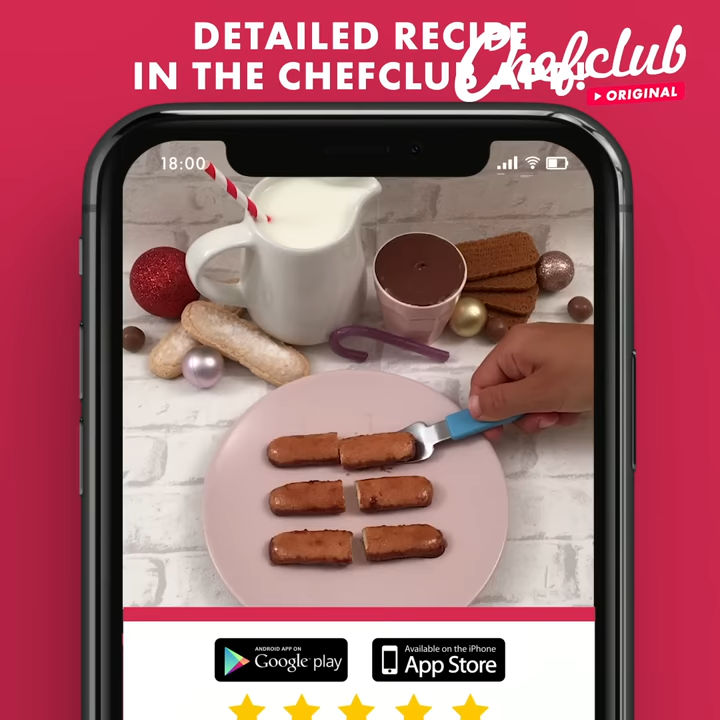 DETAILED RECIPE
IN THE CHEFCLUB APP!
Chefclub
ORIGINAL
18:00
ANDROID APP ON
Google play
Available on the iPhone
App Store